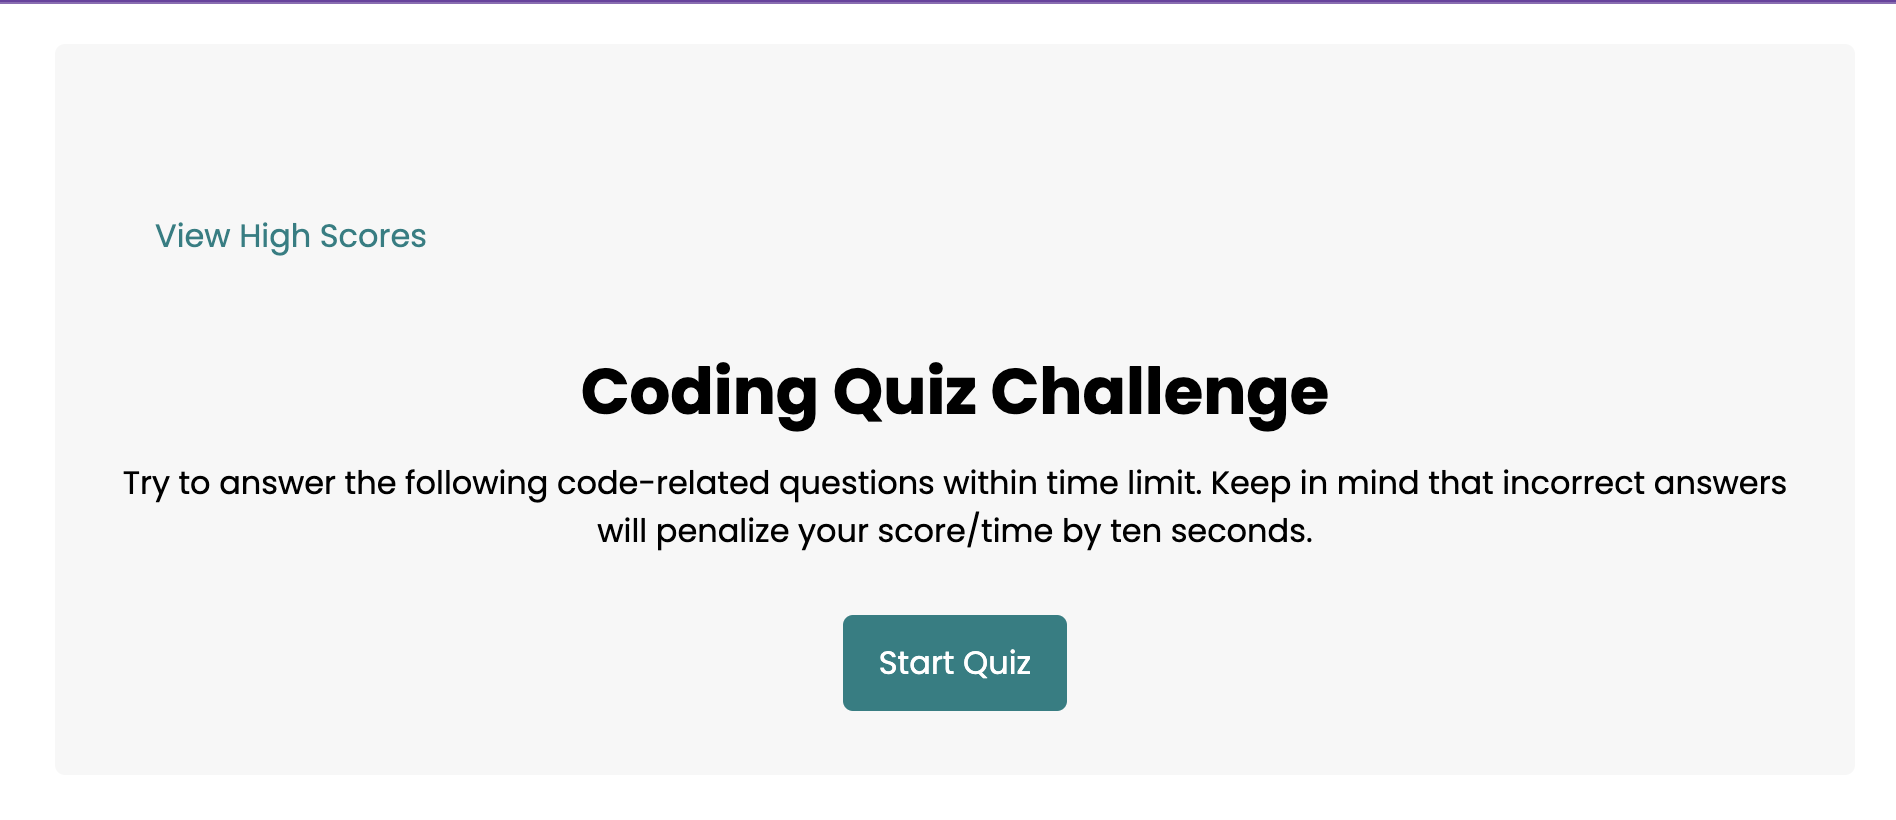 View High Scores
Coding Quiz Challenge
Try to answer the following code-related questions within time limit. Keep in mind that incorrect answers
will penalize your score/time by ten seconds.
Start Quiz